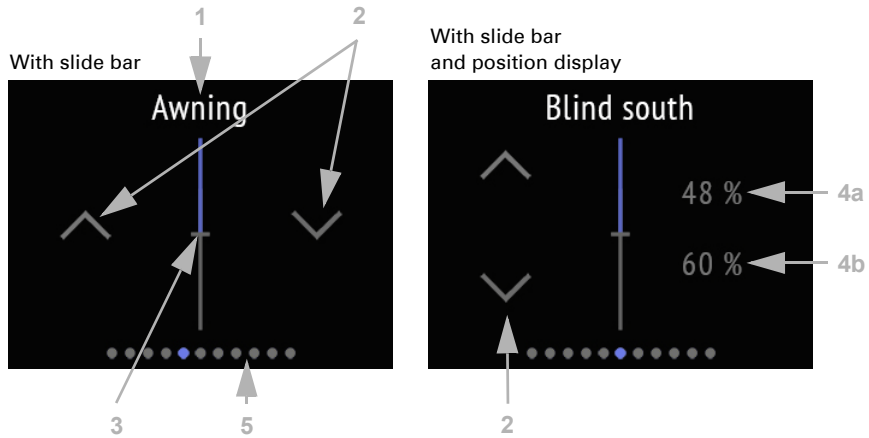 1
2
With slide bar
Awning
3
5
With slide bar
and position display
Blind south
48 %
4a
60 %
4b
2